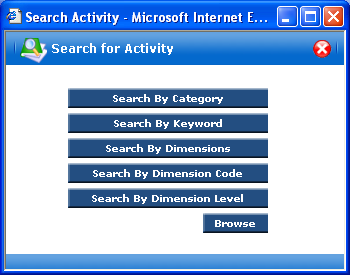 Search Activity - Microsoft Internet E...
Search for Activity
Search By Category
Search By Keyword
Search By Dimensions
Search By Dimension Code
Search By Dimension Level
Browse